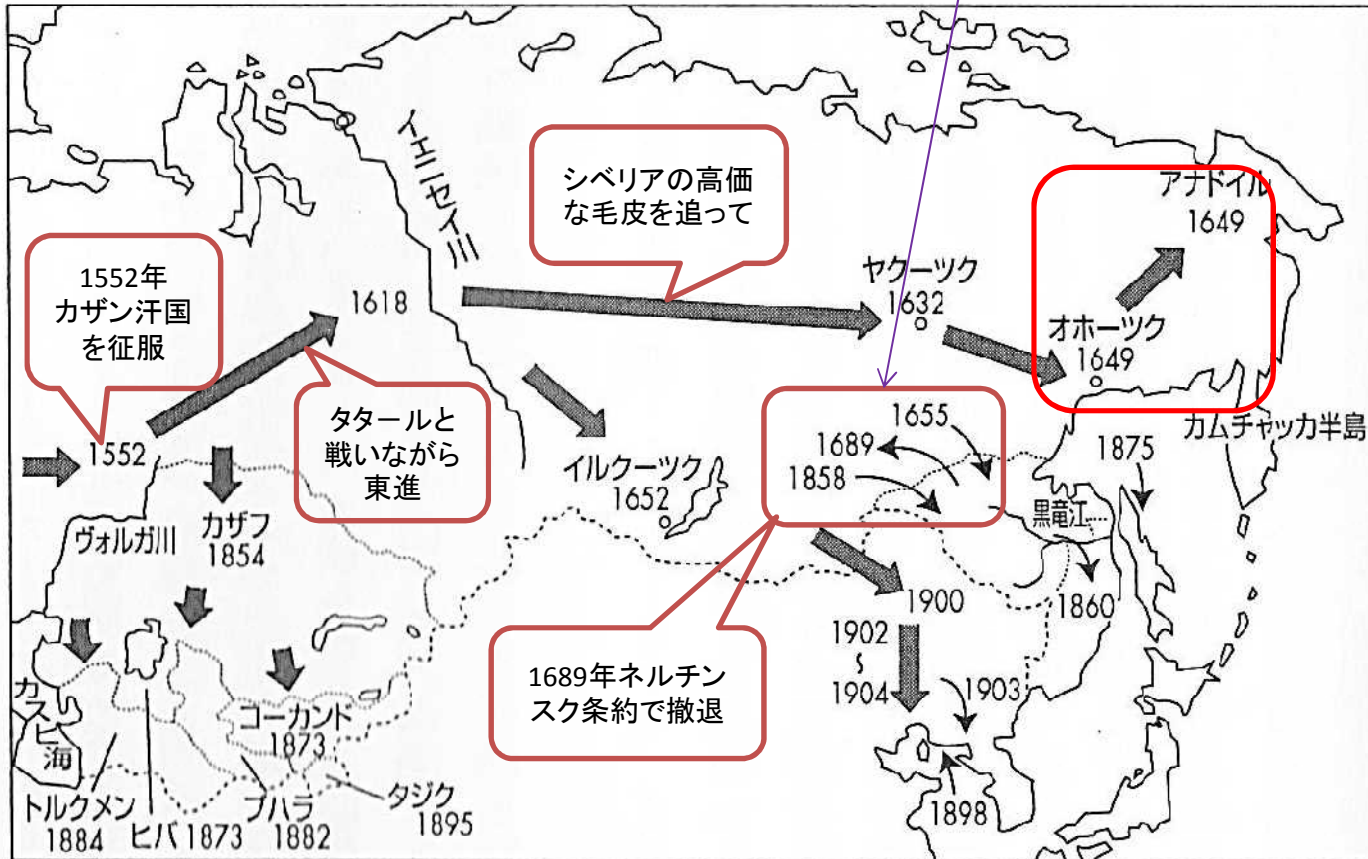 アナドイル
1649
イエニセイ川
シベリアの高価
な毛皮を追って
1552年
カザン汗国
を征服
1618
ヤクーツク
1632
オホーツク
1649
タタールと
戦いながら
東進
1552
ヴォルガ川
カザフ
1854
イルクーツク
1652
1655
1689
1858
カムチャッカ半島
1875
黒竜江
1860
1900
1902
〜
1904
1903
1898
1689年ネルチン
スク条約で撤退
カスピ海
コーカンド
1873
トルクメン
1884
ヒバ1873
ブハラ
1882
タジク
1895